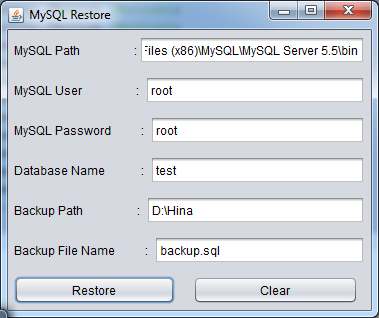 MySQL Restore
MySQL Path : Files (x86)\MySQL\MySQL Server 5.5\bin
MySQL User : root
MySQL Password : root
Database Name : test
Backup Path : D:\Hina
Backup File Name : backup.sql
Restore Clear